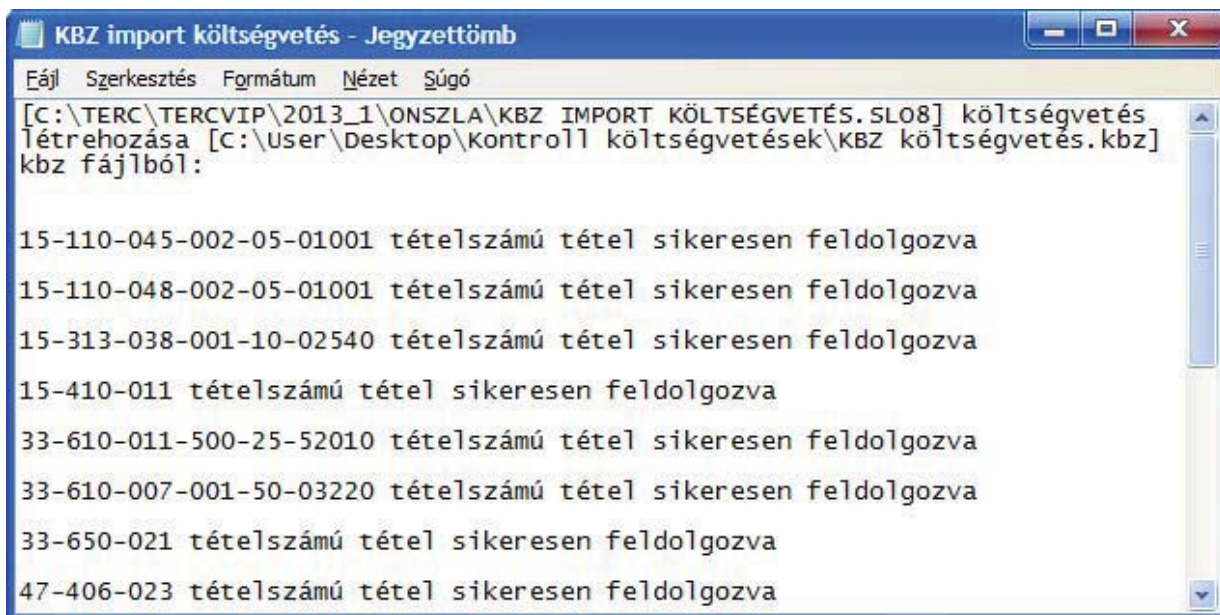 KBZ import költségvetés - Jegyzettömb
Fájl Szerkesztés Formátum Nézet Súgó
[C:\TERC\TERCVIP\2013_1\ONSZLA\KBZ IMPORT KÖLTSÉGVETÉS.SLO8] költségvetés
létrehozása [C:\User\Desktop\Kontroll költségvetések\KBZ költségvetés.kbz]
kbz fájlból:
15-110-045-002-05-01001 tételszámú tétel sikeresen feldolgozva
15-110-048-002-05-01001 tételszámú tétel sikeresen feldolgozva
15-313-038-001-10-02540 tételszámú tétel sikeresen feldolgozva
15-410-011 tételszámú tétel sikeresen feldolgozva
33-610-011-500-25-52010 tételszámú tétel sikeresen feldolgozva
33-610-007-001-50-03220 tételszámú tétel sikeresen feldolgozva
33-650-021 tételszámú tétel sikeresen feldolgozva
47-406-023 tételszámú tétel sikeresen feldolgozva